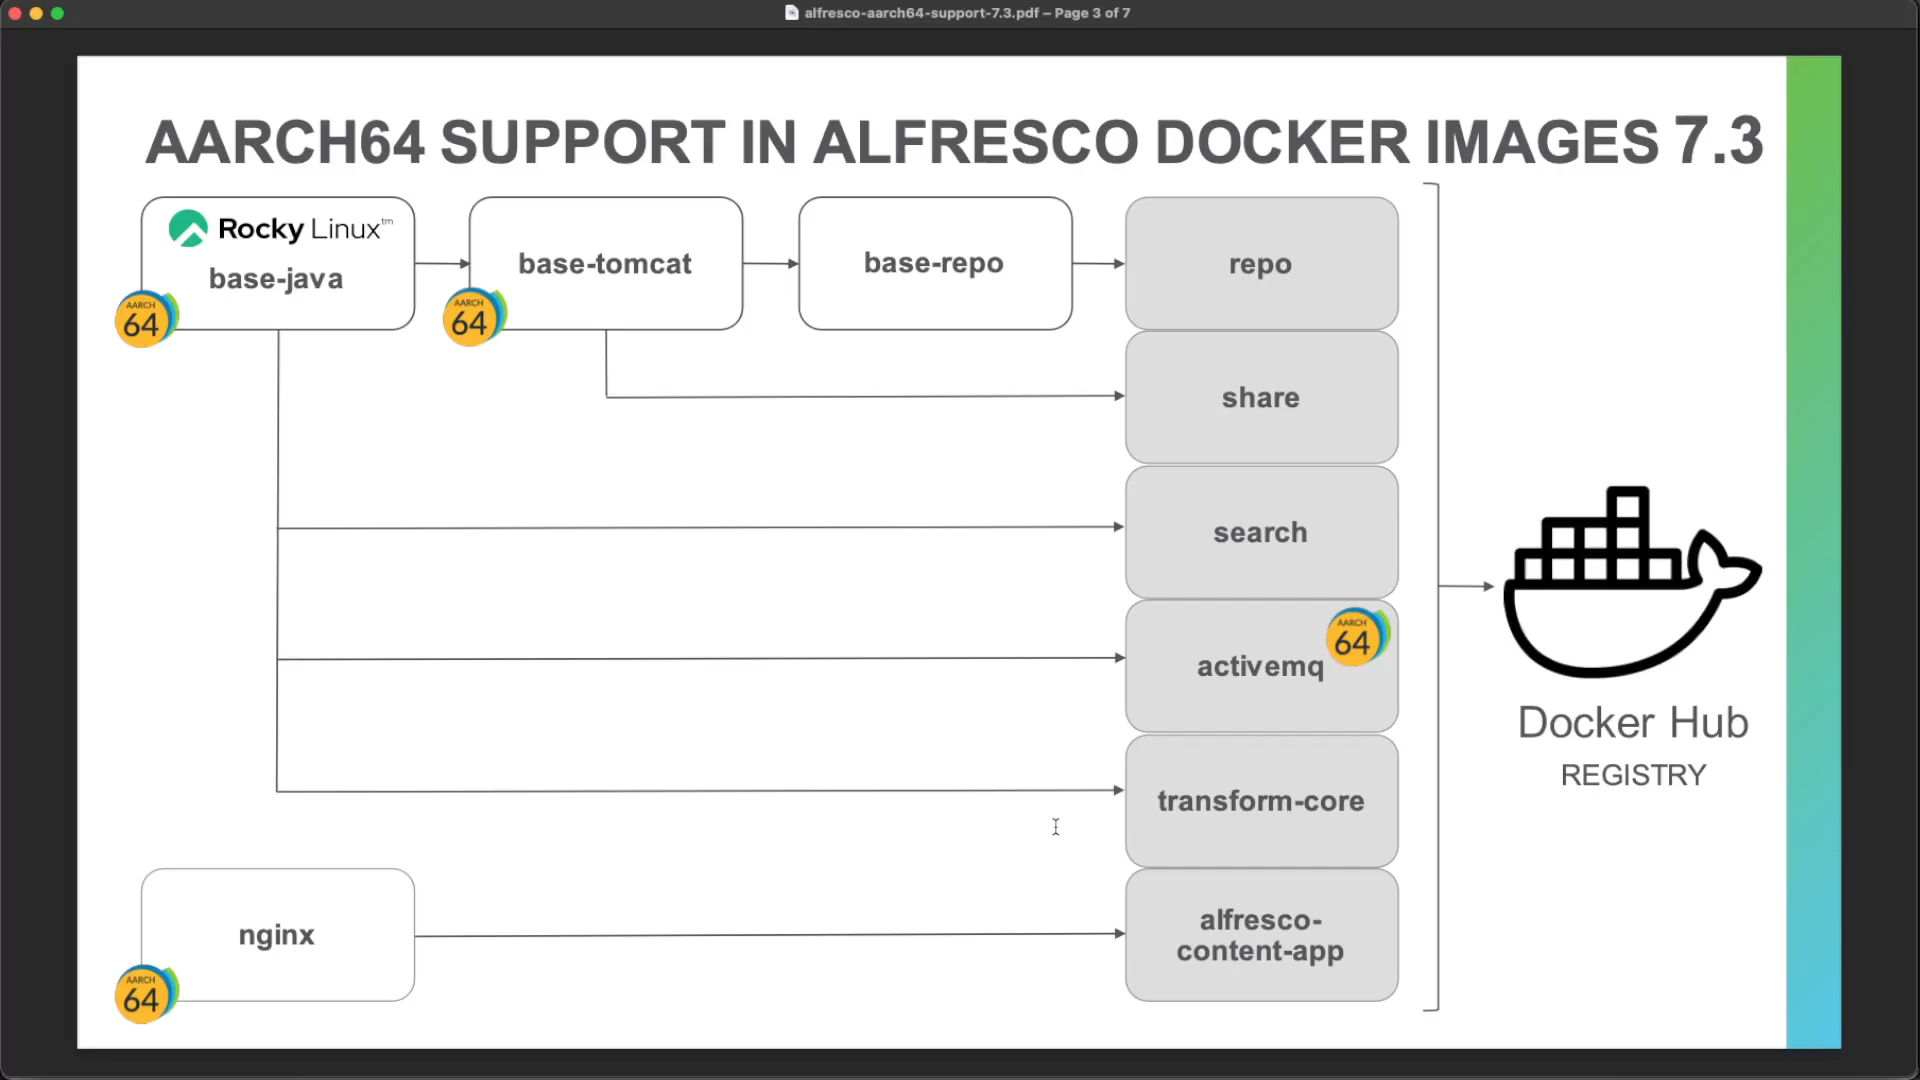 alfresco-aarch64-support-7.3.pdf – Page 3 of 7
AARCH64 SUPPORT IN ALFRESCO DOCKER IMAGES 7.3
Rocky Linux™
base-java
AARCH
64
base-tomcat
AARCH
64
base-repo
repo
share
search
activemq
AARCH
64
transform-core
nginx
AARCH
64
alfresco-
content-app
Docker Hub
REGISTRY